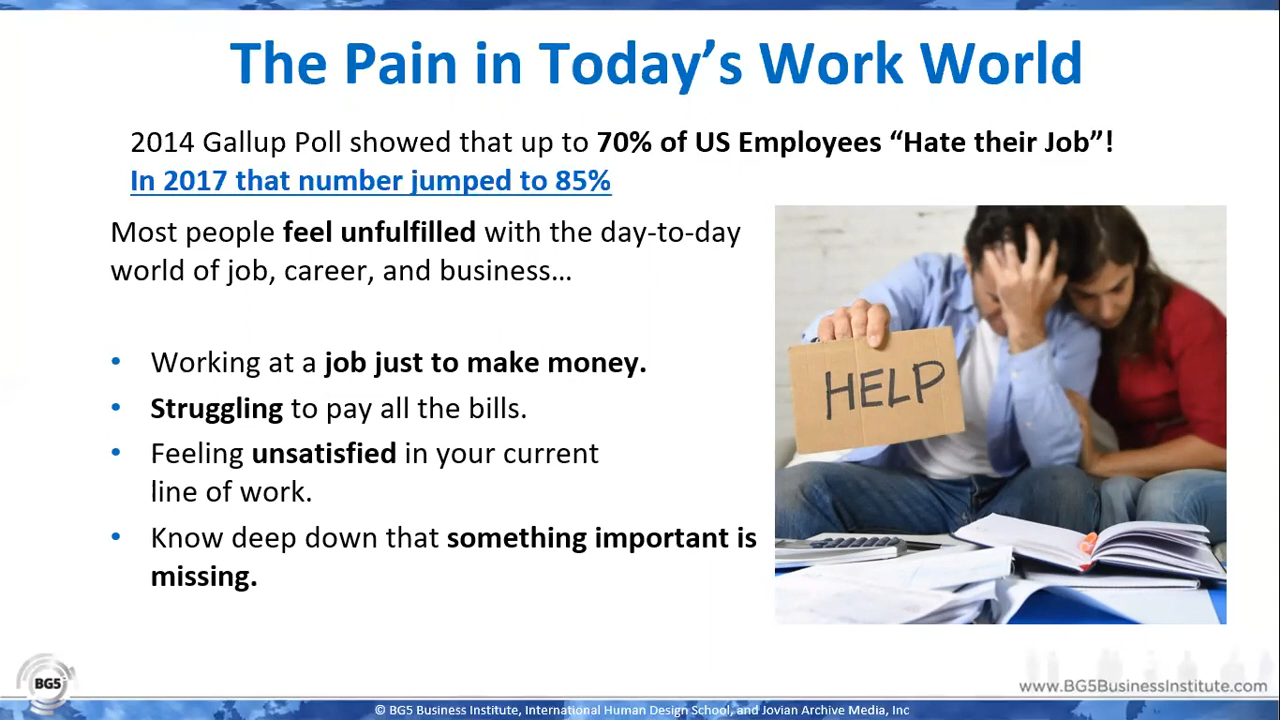 The Pain in Today’s Work World
2014 Gallup Poll showed that up to 70% of US Employees “Hate their Job”!
In 2017 that number jumped to 85%
Most people feel unfulfilled with the day-to-day
world of job, career, and business…
• Working at a job just to make money.
• Struggling to pay all the bills.
• Feeling unsatisfied in your current
line of work.
• Know deep down that something important is
missing.
HELP
BG5
www.BG5BusinessInstitute.com
© BG5 Business Institute, International Human Design School, and Jovian Archive Media, Inc